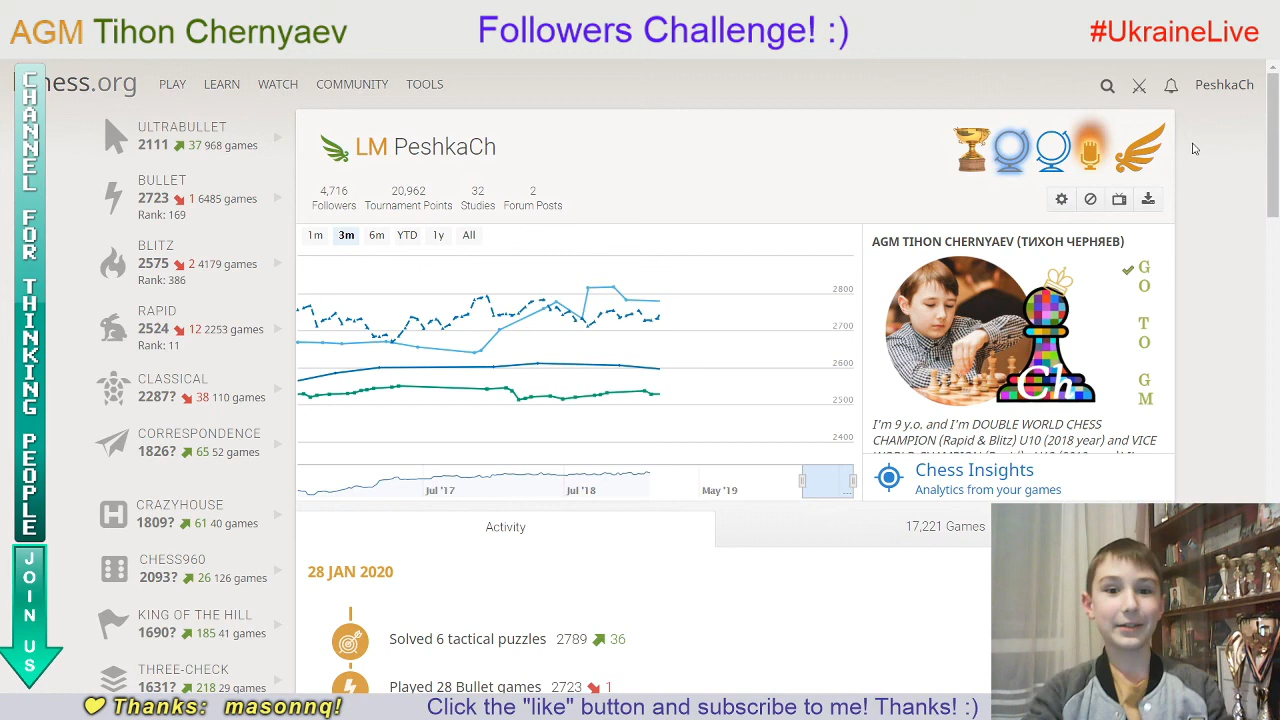 AGM Tihon Chernyaev
Followers Challenge! :)
#UkraineLive
CHANNEL FOR THINKING PEOPLE
JOIN US
hess.org
PLAY LEARN WATCH COMMUNITY TOOLS
PeshkaCh
ULTRABULLET
2111 37 968 games
BULLET
2723 1 6485 games
Rank: 169
BLITZ
2575 2 4179 games
Rank: 386
RAPID
2524 12 2253 games
Rank: 11
CLASSICAL
2287? 38 110 games
CORRESPONDENCE
1826? 65 52 games
CRAZYHOUSE
1809? 61 40 games
CHESS960
2093? 26 126 games
KING OF THE HILL
1690? 185 41 games
THREE-CHECK
1631? 218 29 games
LM PeshkaCh
4,716 20,962 32 2
Followers Tournament Points Studies Forum Posts
1m 3m 6m YTD 1y All
2800
2700
2600
2500
2400
Jul '17 Jul '18 May '19 ...
AGM TIHON CHERNYAEV (ТИХОН ЧЕРНЯЕВ)
GO TO GM
Ch
I'm 9 y.o. and I'm DOUBLE WORLD CHESS
CHAMPION (Rapid & Blitz) U10 (2018 year) and VICE
Chess Insights
Analytics from your games
Activity
17,221 Games
28 JAN 2020
Solved 6 tactical puzzles 2789 36
Played 28 Bullet games 2723 1
Thanks: masonnq!
Click the "like" button and subscribe to me! Thanks! :)